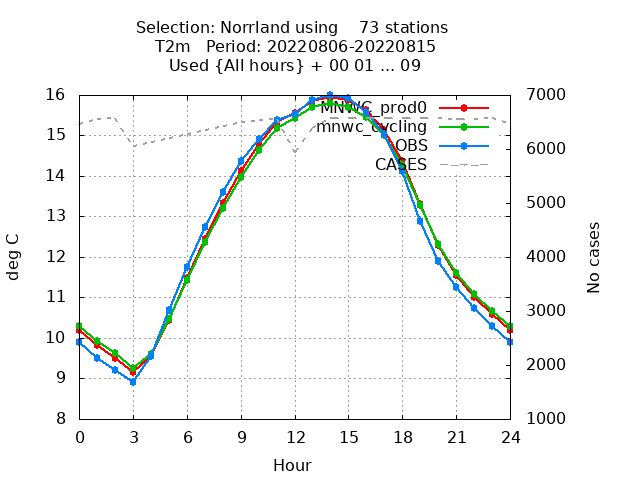 Selection: Norrland using    73 stations
T2m   Period: 20220806-20220815
Used {All hours} + 00 01 ... 09
16
15
14
13
12
11
10
9
8
7000
6000
5000
4000
3000
2000
1000
MNWC_prod0
mnwc_cycling
OBS
CASES
deg C
No cases
0
3
6
9
12
15
18
21
24
Hour